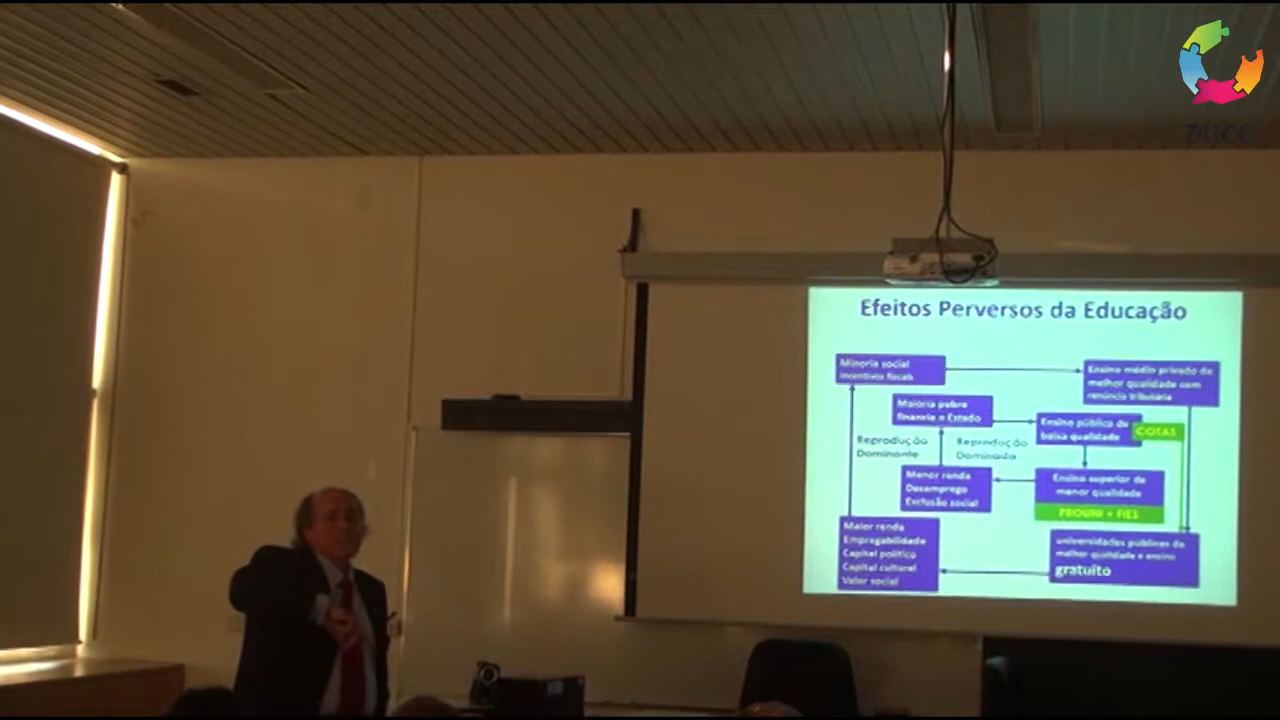 Efeitos Perversos da Educação
Minoria social
incentivos fiscais
Ensino médio privado de
melhor qualidade com
renúncia tributária
Maioria pobre
financia o Estado
Ensino público de
baixa qualidade
COTAS
Reprodução
Dominante
Reprodução
Dominada
Menor renda
Desemprego
Exclusão social
Ensino superior de
menor qualidade
PROUNI + FIES
Maior renda
Empregabilidade
Capital político
Capital cultural
Valor social
universidades públicas de
melhor qualidade e ensino
gratuito